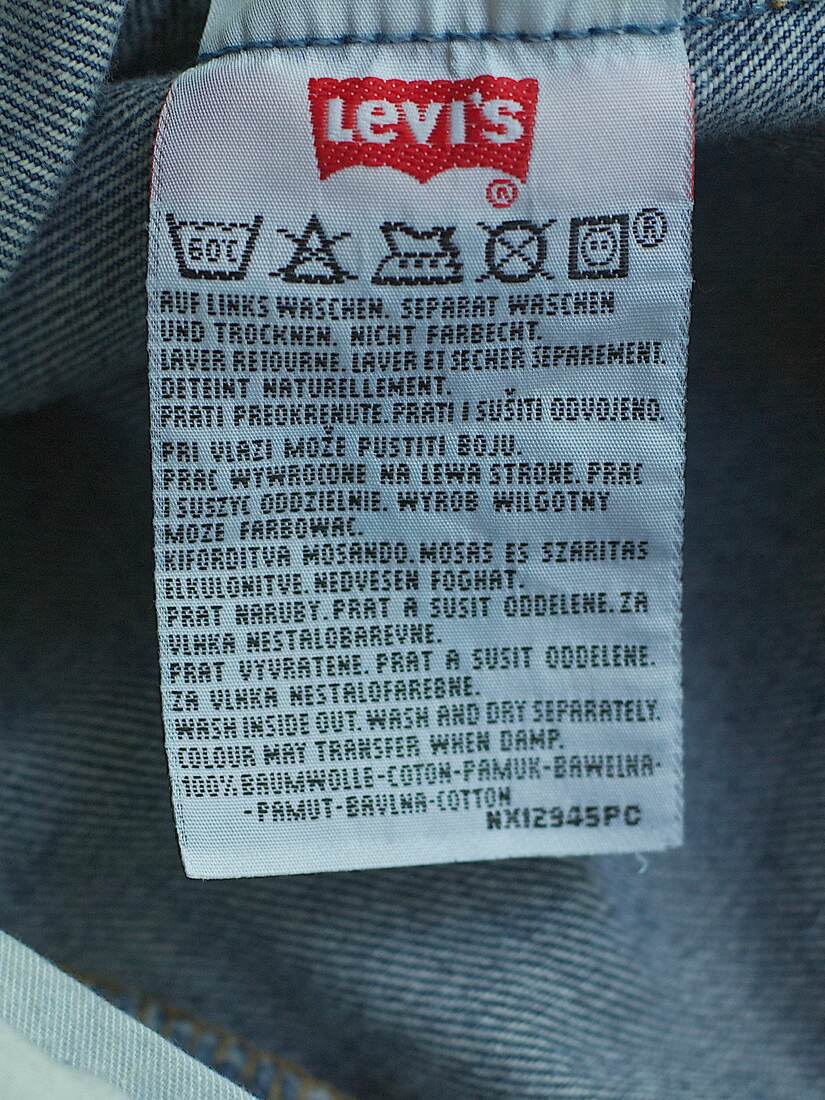 Levi's
®
60C
®
AUF LINKS WASCHEN. SEPARAT WASCHEN
UND TROCKNEN. NICHT FARBECHT.
LAVER RETOURNE. LAVER ET SECHER SEPAREMENT.
DETEINT NATURELLEMENT.
PRATI PREOKRENUTE. PRATI I SUŠITI ODVOJENO.
PRI VLAZI MOŽE PUSTITI BOJU.
PRAC WYWROCONE NA LEWA STRONE. PRAC
I SUSZYC ODDZIELNIE. WYROB WILGOTNY
MOZE FARBOWAC.
KIFORDITVA MOSANDO. MOSAS ES SZARITAS
ELKULONITVE. NEDVESEN FOGHAT.
PRAT NARUBY. PRAT A SUSIT ODDELENE. ZA
VLHKA NESTALOBAREVNE.
PRAT VYVRATENE. PRAT A SUSIT ODDELENE.
ZA VLHKA NESTALOFAREBNE.
WASH INSIDE OUT. WASH AND DRY SEPARATELY.
COLOUR MAY TRANSFER WHEN DAMP.
100% BAUMWOLLE-COTON-PAMUK-BAWELNA-
-PAMUT-BAVLNA-COTTON
NX12945PC